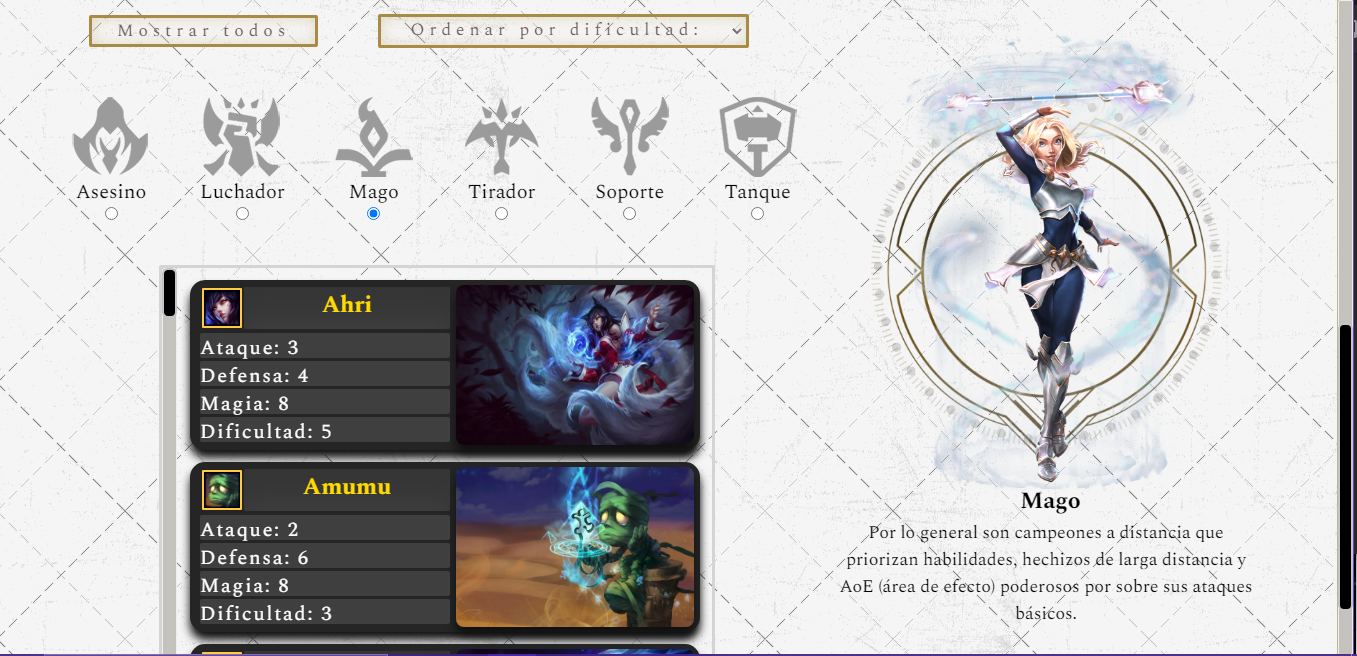 Mostrar todos
Ordenar por dificultad:
Asesino
Luchador
Mago
Tirador
Soporte
Tanque
Ahri
Ataque: 3
Defensa: 4
Magia: 8
Dificultad: 5
Amumu
Ataque: 2
Defensa: 6
Magia: 8
Dificultad: 3
Mago
Por lo general son campeones a distancia que
priorizan habilidades, hechizos de larga distancia y
AoE (área de efecto) poderosos por sobre sus ataques
básicos.